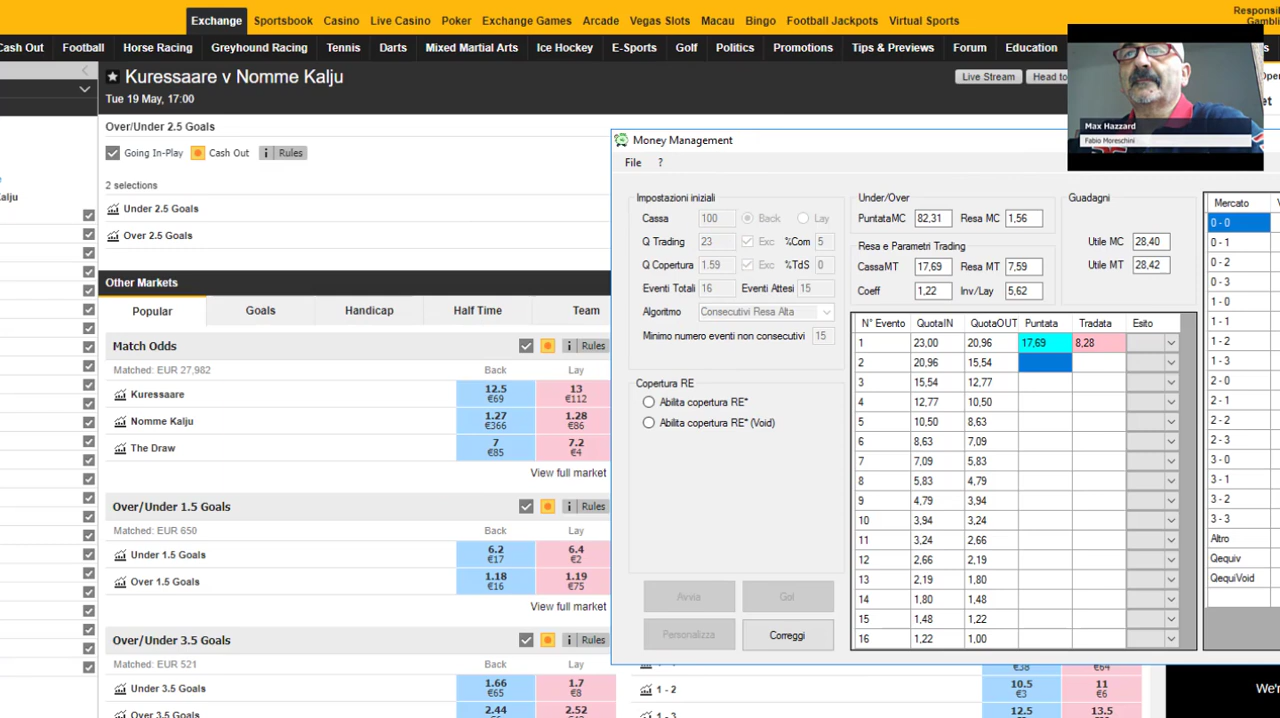 Exchange Sportsbook Casino Live Casino Poker Exchange Games Arcade Vegas Slots Macau Bingo Football Jackpots Virtual Sports
Cash Out Football Horse Racing Greyhound Racing Tennis Darts Mixed Martial Arts Ice Hockey E-Sports Golf Politics Promotions Tips & Previews Forum Education
Kuressaare v Nomme Kalju
Live Stream Head to
Tue 19 May, 17:00
Max Hazzard
Fabio Moreschini
Over/Under 2.5 Goals
Going In-Play Cash Out i Rules
2 selections
Under 2.5 Goals
Over 2.5 Goals
Other Markets
Popular Goals Handicap Half Time Team
Match Odds i Rules
Matched: EUR 27,982 Back Lay
Kuressaare 12.5 13
€69 €112
Nomme Kalju 1.27 1.28
€366 €86
The Draw 7 7.2
€85 €4
View full market
Over/Under 1.5 Goals i Rules
Matched: EUR 650 Back Lay
Under 1.5 Goals 6.2 6.4
€17 €2
Over 1.5 Goals 1.18 1.19
€16 €75
View full market
Over/Under 3.5 Goals i Rules
Matched: EUR 521 Back Lay
Under 3.5 Goals 1.66 1.7
€65 €8
Over 3.5 Goals 2.44 2.52
Money Management
File ?
Impostazioni iniziali
Cassa 100 Back Lay
Q Trading 23 Exc %Com 5
Q Copertura 1.59 Exc %TdS 0
Eventi Totali 16 Eventi Attesi 15
Algoritmo Consecutivi Resa Alta
Minimo numero eventi non consecutivi 15
Copertura RE
Abilita copertura RE*
Abilita copertura RE* (Void)
Avvia Gol
Personalizza Correggi
Under/Over
PuntataMC 82,31 Resa MC 1,56
Resa e Parametri Trading
CassaMT 17,69 Resa MT 7,59
Coeff 1,22 Inv/Lay 5,62
Guadagni
Utile MC 28,40
Utile MT 28,42
N° Evento QuotaIN QuotaOUT Puntata Tradata Esito
1 23,00 20,96 17,69 8,28
2 20,96 15,54
3 15,54 12,77
4 12,77 10,50
5 10,50 8,63
6 8,63 7,09
7 7,09 5,83
8 5,83 4,79
9 4,79 3,94
10 3,94 3,24
11 3,24 2,66
12 2,66 2,19
13 2,19 1,80
14 1,80 1,48
15 1,48 1,22
16 1,22 1,00
Mercato
0 - 0
0 - 1
0 - 2
0 - 3
1 - 0
1 - 1
1 - 2
1 - 3
2 - 0
2 - 1
2 - 2
2 - 3
3 - 0
3 - 1
3 - 2
3 - 3
Altro
Qequiv
QequiVoid
€38 €64
1 - 2 10.5 11
€3 €6
1 - 3 12.5 13.5
We're